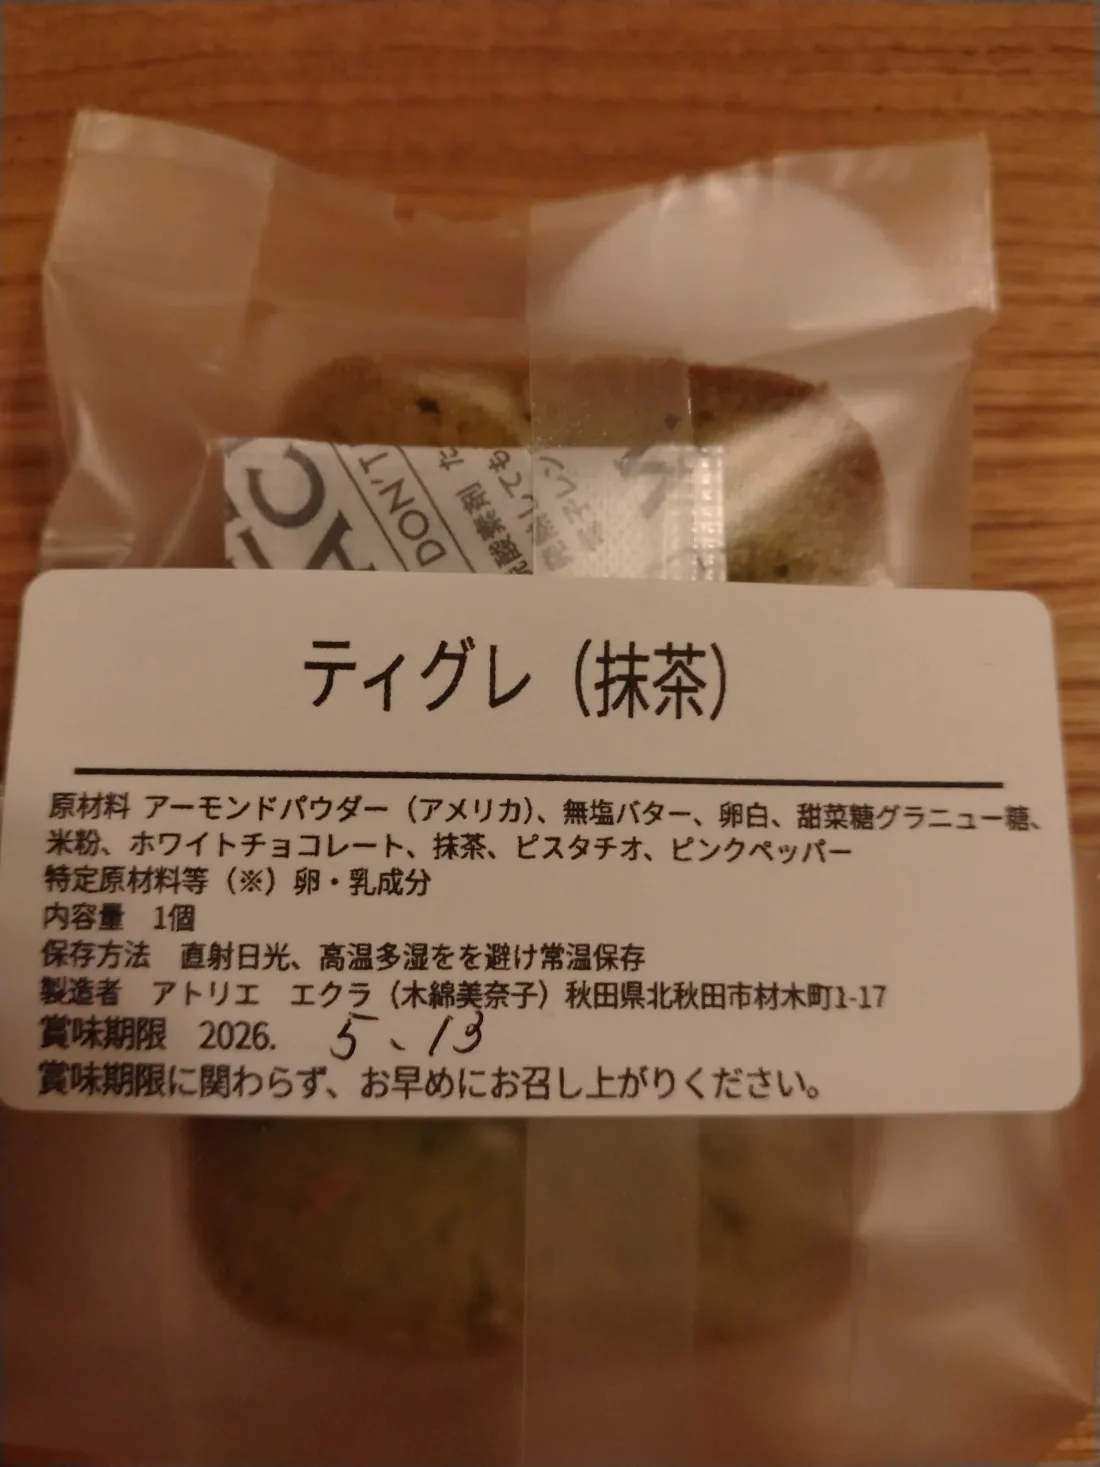 DON'T
ティグレ（抹茶）
原材料 アーモンドパウダー（アメリカ）、無塩バター、卵白、甜菜糖グラニュー糖、
米粉、ホワイトチョコレート、抹茶、ピスタチオ、ピンクペッパー
特定原材料等（※）卵・乳成分
内容量　1個
保存方法　直射日光、高温多湿をを避け常温保存
製造者　アトリエ　エクラ（木綿美奈子）秋田県北秋田市材木町1-17
賞味期限　2026.　5、13
賞味期限に関わらず、お早めにお召し上がりください。